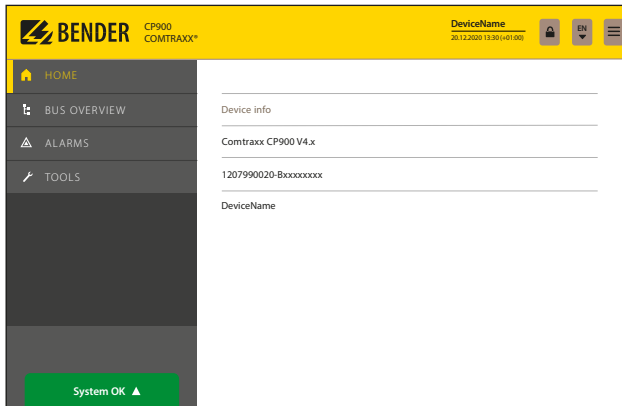 BENDER
CP900
COMTRAXX®
DeviceName
20.12.2020 13:30 (+01:00)
EN
HOME
BUS OVERVIEW
ALARMS
TOOLS
Device info
Comtraxx CP900 V4.x
1207990020-Bxxxxxxxx
DeviceName
System OK ▲